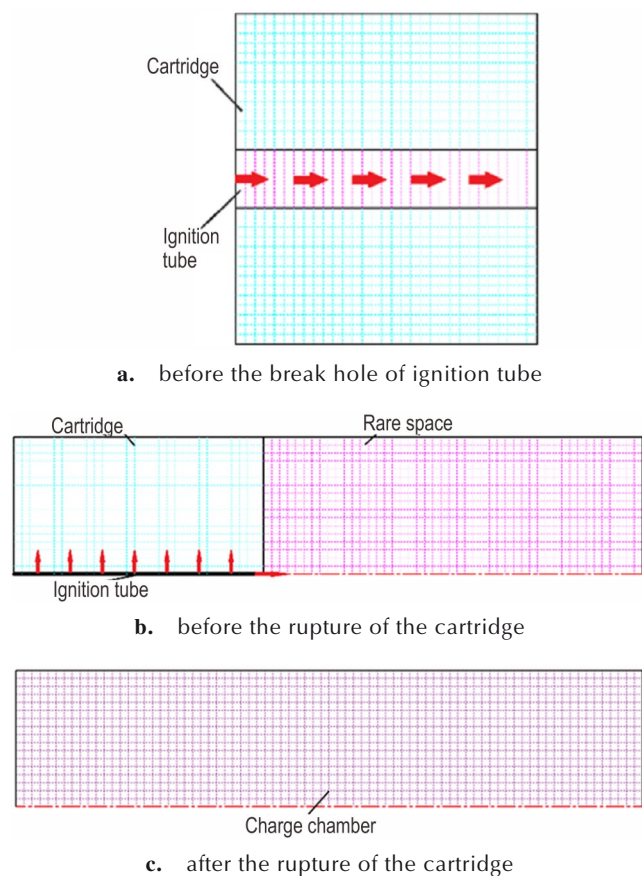 Cartridge
Ignition
tube
a. before the break hole of ignition tube
Cartridge
Rare space
Ignition tube
b. before the rupture of the cartridge
Charge chamber
c. after the rupture of the cartridge